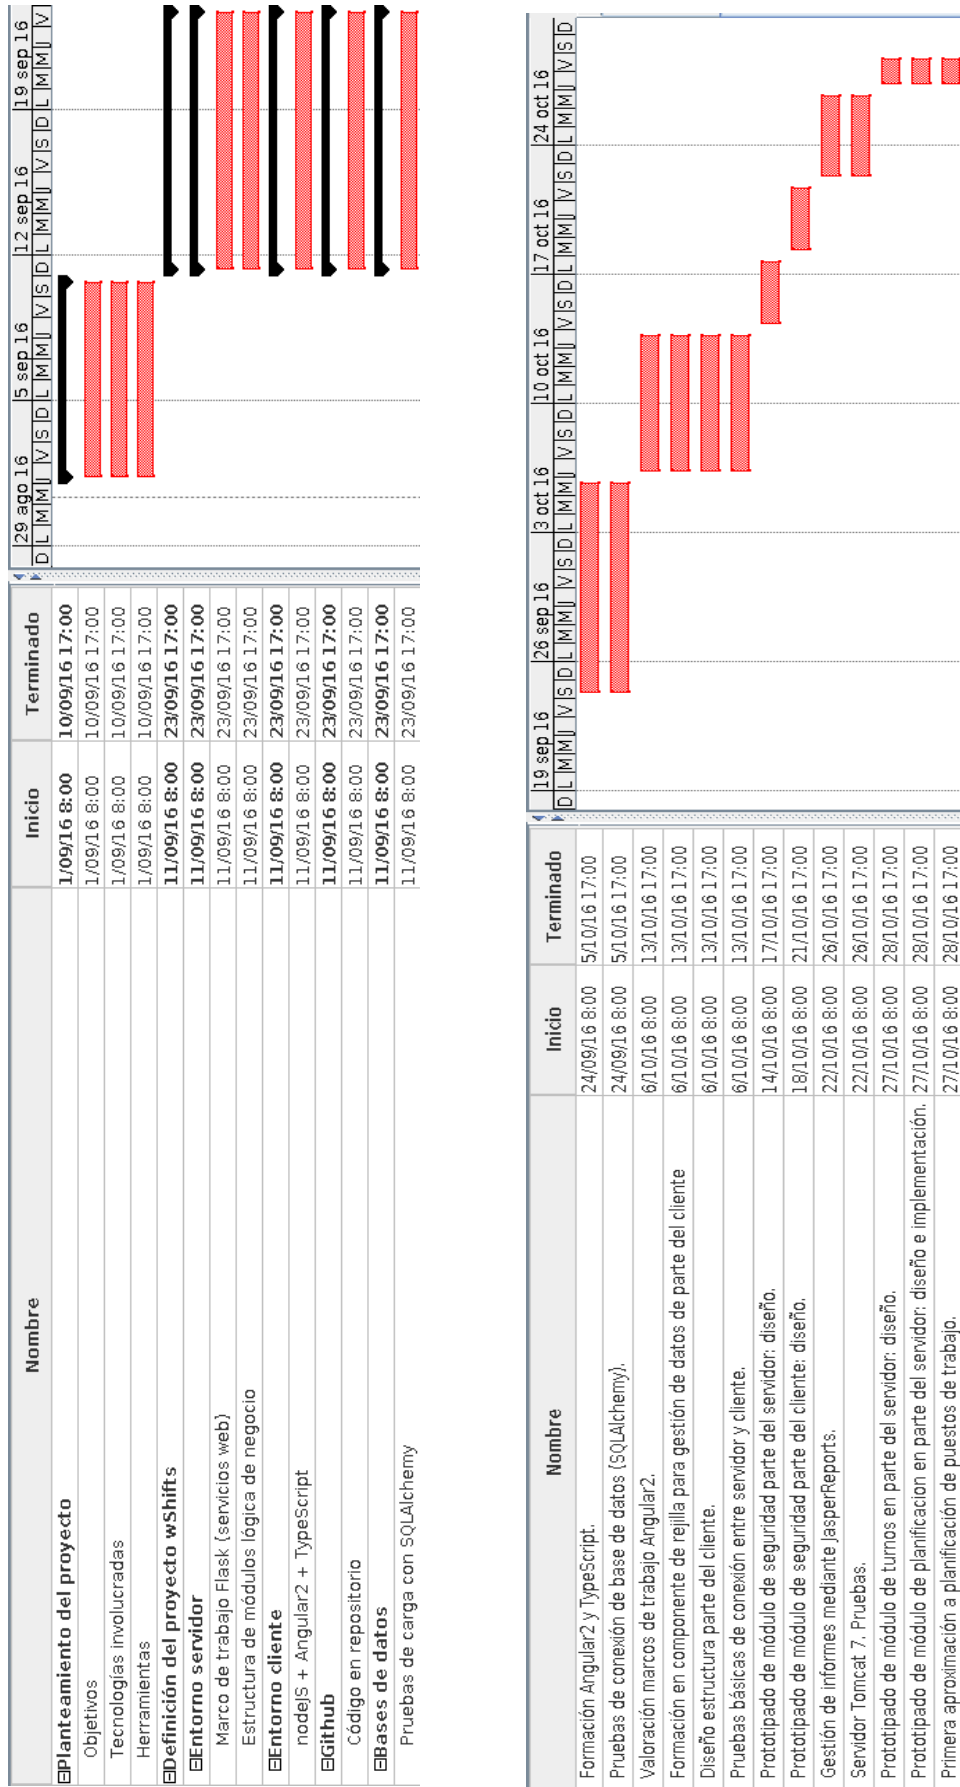 Nombre Inicio Terminado
29 ago 16 5 sep 16 12 sep 16 19 sep 16
D L M M J V S D L M M J V S D L M M J V S D L M M J V
Planteamiento del proyecto 1/09/16 8:00 10/09/16 17:00
Objetivos 1/09/16 8:00 10/09/16 17:00
Tecnologías involucradas 1/09/16 8:00 10/09/16 17:00
Herramientas 1/09/16 8:00 10/09/16 17:00
Definición del proyecto wShifts 11/09/16 8:00 23/09/16 17:00
Entorno servidor 11/09/16 8:00 23/09/16 17:00
Marco de trabajo Flask (servicios web) 11/09/16 8:00 23/09/16 17:00
Estructura de módulos lógica de negocio 11/09/16 8:00 23/09/16 17:00
Entorno cliente 11/09/16 8:00 23/09/16 17:00
nodeJS + Angular2 + TypeScript 11/09/16 8:00 23/09/16 17:00
Github 11/09/16 8:00 23/09/16 17:00
Código en repositorio 11/09/16 8:00 23/09/16 17:00
Bases de datos 11/09/16 8:00 23/09/16 17:00
Pruebas de carga con SQLAlchemy 11/09/16 8:00 23/09/16 17:00
Nombre Inicio Terminado
19 sep 16 26 sep 16 3 oct 16 10 oct 16 17 oct 16 24 oct 16
D L M M J V S D L M M J V S D L M M J V S D L M M J V S D L M M J V S D L M M J V S D
Formación Angular2 y TypeScript. 24/09/16 8:00 5/10/16 17:00
Pruebas de conexión de base de datos (SQLAlchemy). 24/09/16 8:00 5/10/16 17:00
Valoración marcos de trabajo Angular2. 6/10/16 8:00 13/10/16 17:00
Formación en componente de rejilla para gestión de datos de parte del cliente 6/10/16 8:00 13/10/16 17:00
Diseño estructura parte del cliente. 6/10/16 8:00 13/10/16 17:00
Pruebas básicas de conexión entre servidor y cliente. 6/10/16 8:00 13/10/16 17:00
Prototipado de módulo de seguridad parte del servidor: diseño. 14/10/16 8:00 17/10/16 17:00
Prototipado de módulo de seguridad parte del cliente: diseño. 18/10/16 8:00 21/10/16 17:00
Gestión de informes mediante JasperReports. 22/10/16 8:00 26/10/16 17:00
Servidor Tomcat 7. Pruebas. 22/10/16 8:00 26/10/16 17:00
Prototipado de módulo de turnos en parte del servidor: diseño. 27/10/16 8:00 28/10/16 17:00
Prototipado de módulo de planificacion en parte del servidor: diseño e implementación. 27/10/16 8:00 28/10/16 17:00
Primera aproximación a planificación de puestos de trabajo. 27/10/16 8:00 28/10/16 17:00